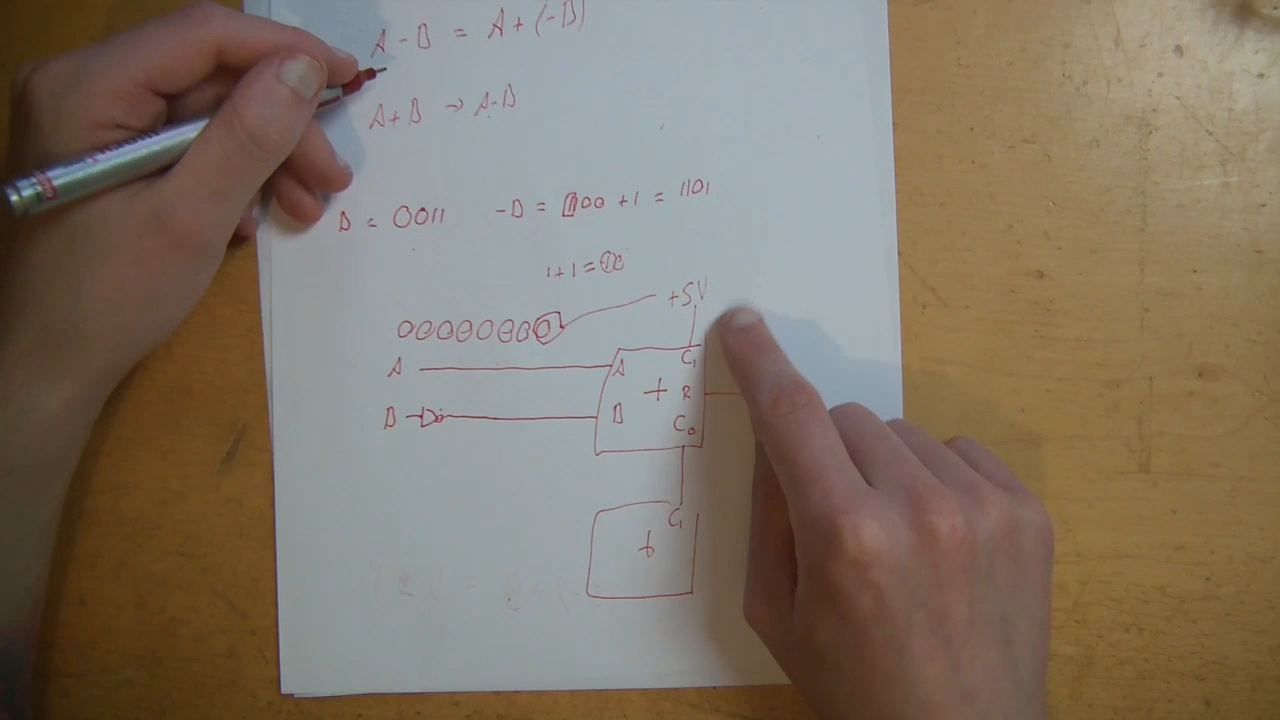 A - B = A + (-B)
A+B → A-B
B = 0011 -B = 1100 +1 = 1101
1+1=10
+5V
00000000
A A C1
+ R
B B C0
C1
+